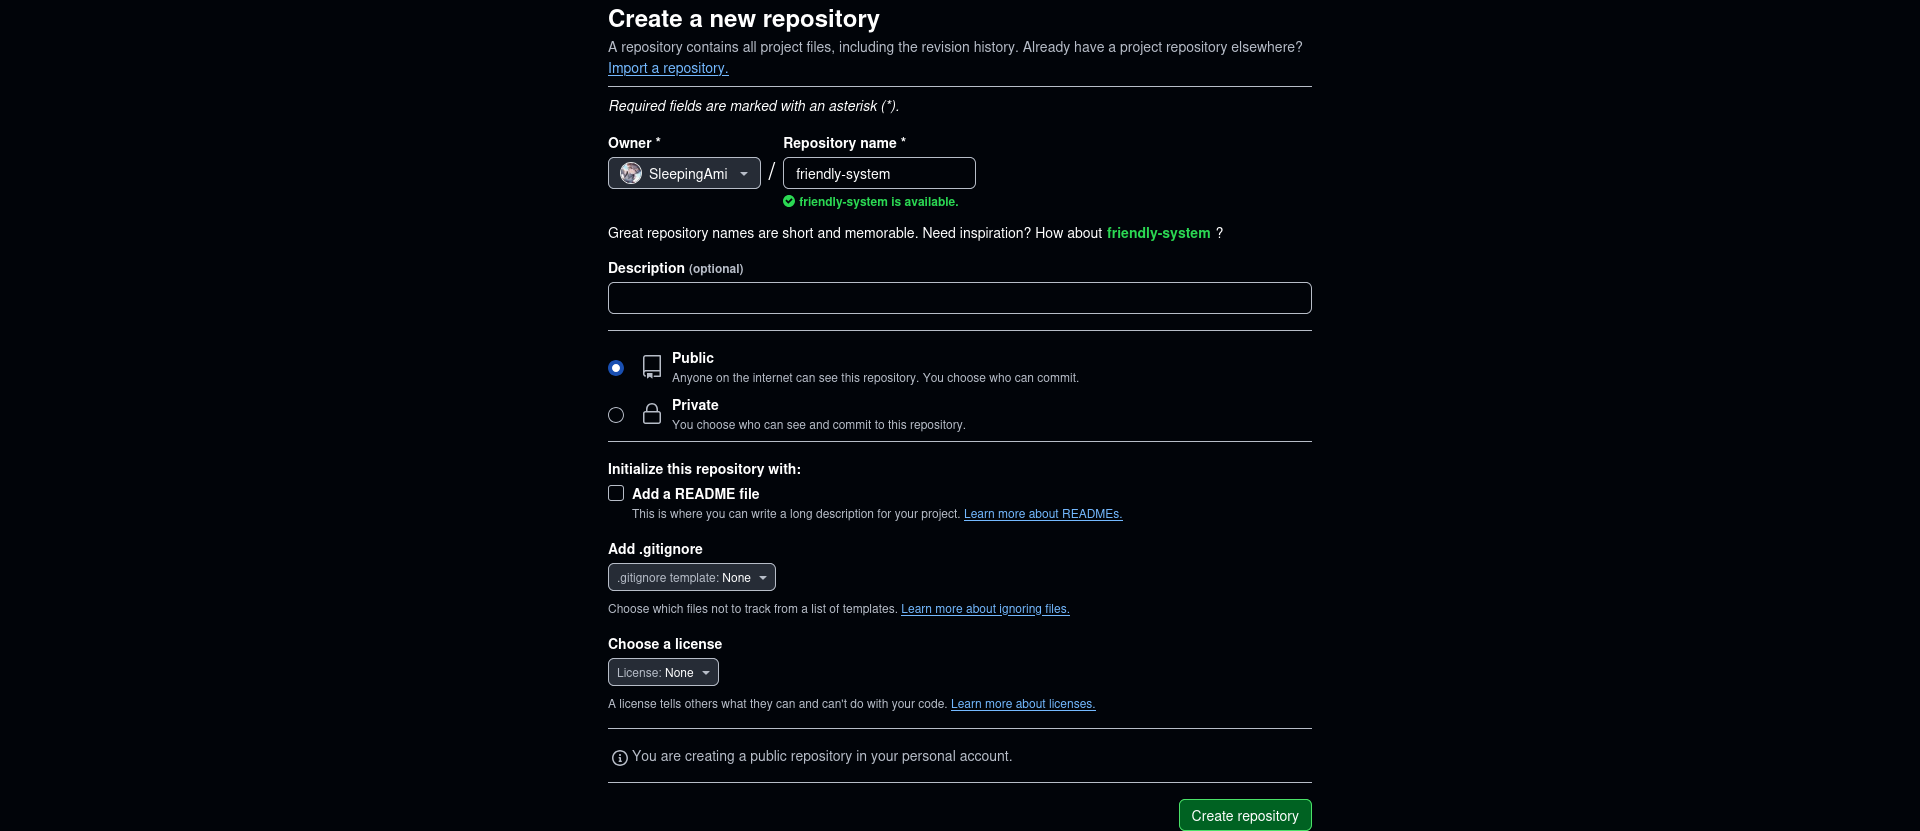 Create a new repository
A repository contains all project files, including the revision history. Already have a project repository elsewhere?
Import a repository.
Required fields are marked with an asterisk (*).
Owner *
Repository name *
SleepingAmi
/
friendly-system
friendly-system is available.
Great repository names are short and memorable. Need inspiration? How about friendly-system ?
Description (optional)
Public
Anyone on the internet can see this repository. You choose who can commit.
Private
You choose who can see and commit to this repository.
Initialize this repository with:
Add a README file
This is where you can write a long description for your project. Learn more about READMEs.
Add .gitignore
.gitignore template: None
Choose which files not to track from a list of templates. Learn more about ignoring files.
Choose a license
License: None
A license tells others what they can and can't do with your code. Learn more about licenses.
You are creating a public repository in your personal account.
Create repository